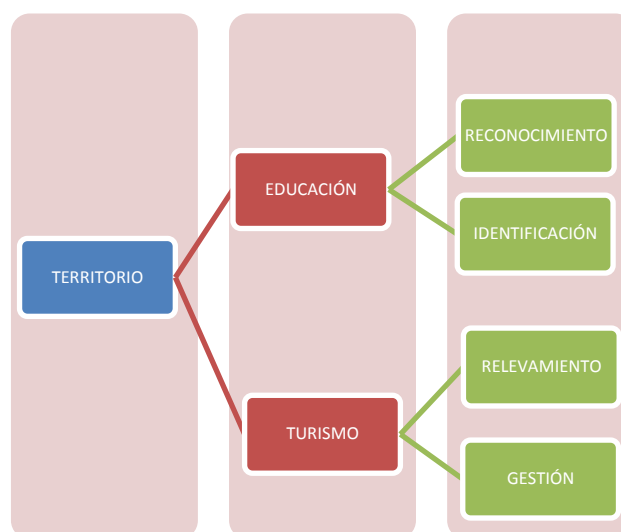 TERRITORIO
EDUCACIÓN
TURISMO
RECONOCIMIENTO
IDENTIFICACIÓN
RELEVAMIENTO
GESTIÓN